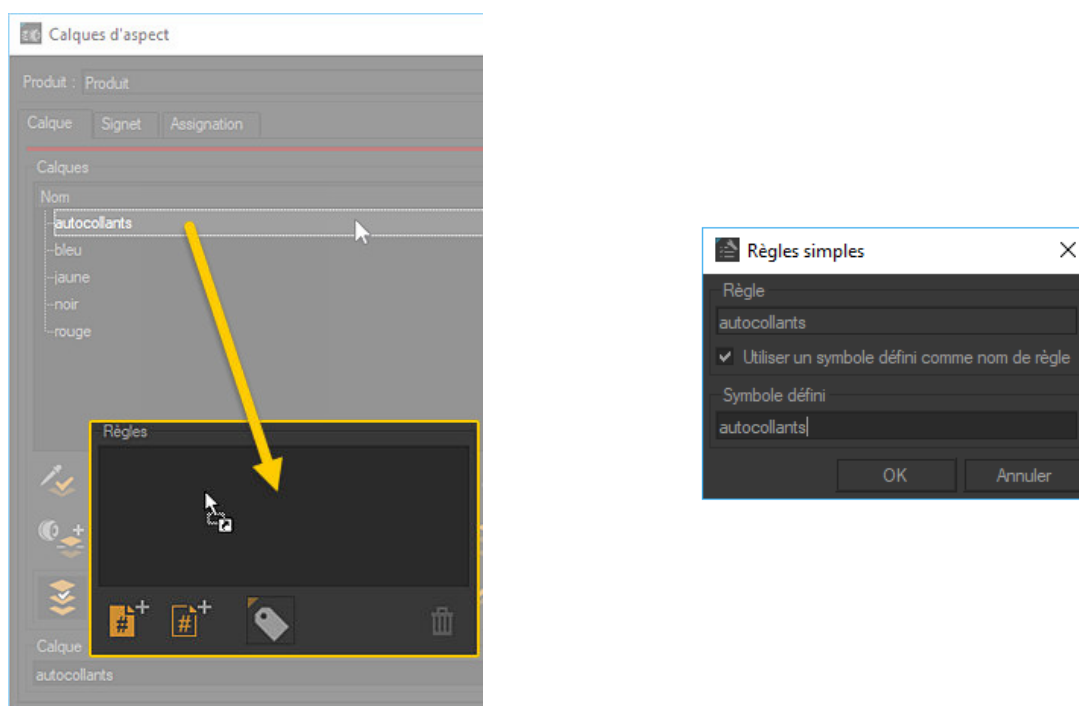 Calques d'aspect
Produit : Produit
Calque Signet Assignation
Calques
Nom
autocollants
bleu
jaune
noir
rouge
Règles
#+ #+
Calque
autocollants
Règles simples
Règle
autocollants
Utiliser un symbole défini comme nom de règle
Symbole défini
autocollants
OK Annuler